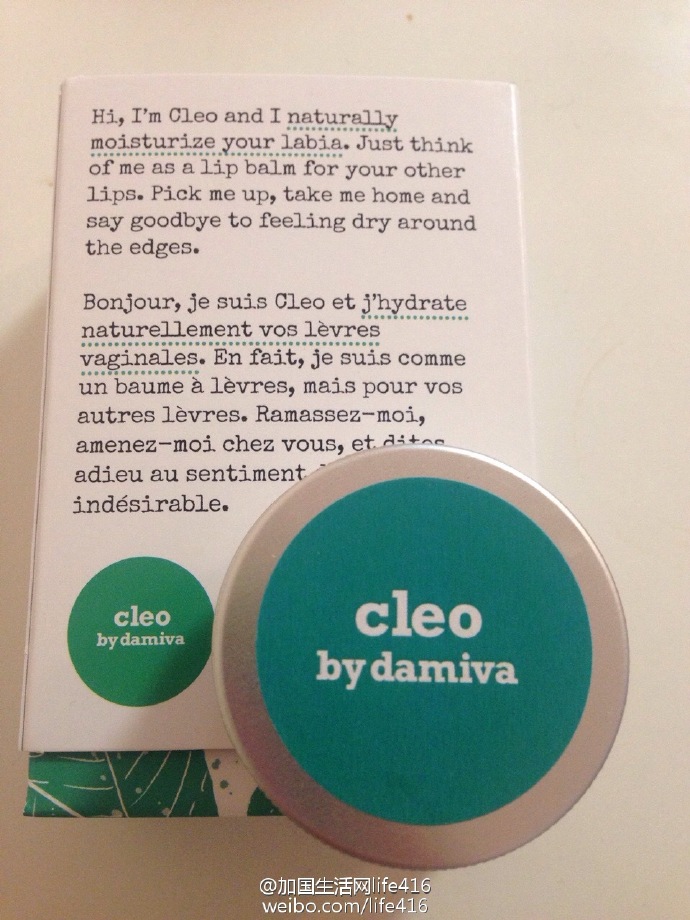 Hi, I'm Cleo and I naturally
moisturize your labia. Just think
of me as a lip balm for your other
lips. Pick me up, take me home and
say goodbye to feeling dry around
the edges.
Bonjour, je suis Cleo et j'hydrate
naturellement vos lèvres
vaginales. En fait, je suis comme
un baume à lèvres, mais pour vos
autres lèvres. Ramassez-moi,
amenez-moi chez vous, et dites
adieu au sentiment
indésirable.
cleo
by damiva
cleo
by damiva
@加国生活网life416
weibo.com/life416